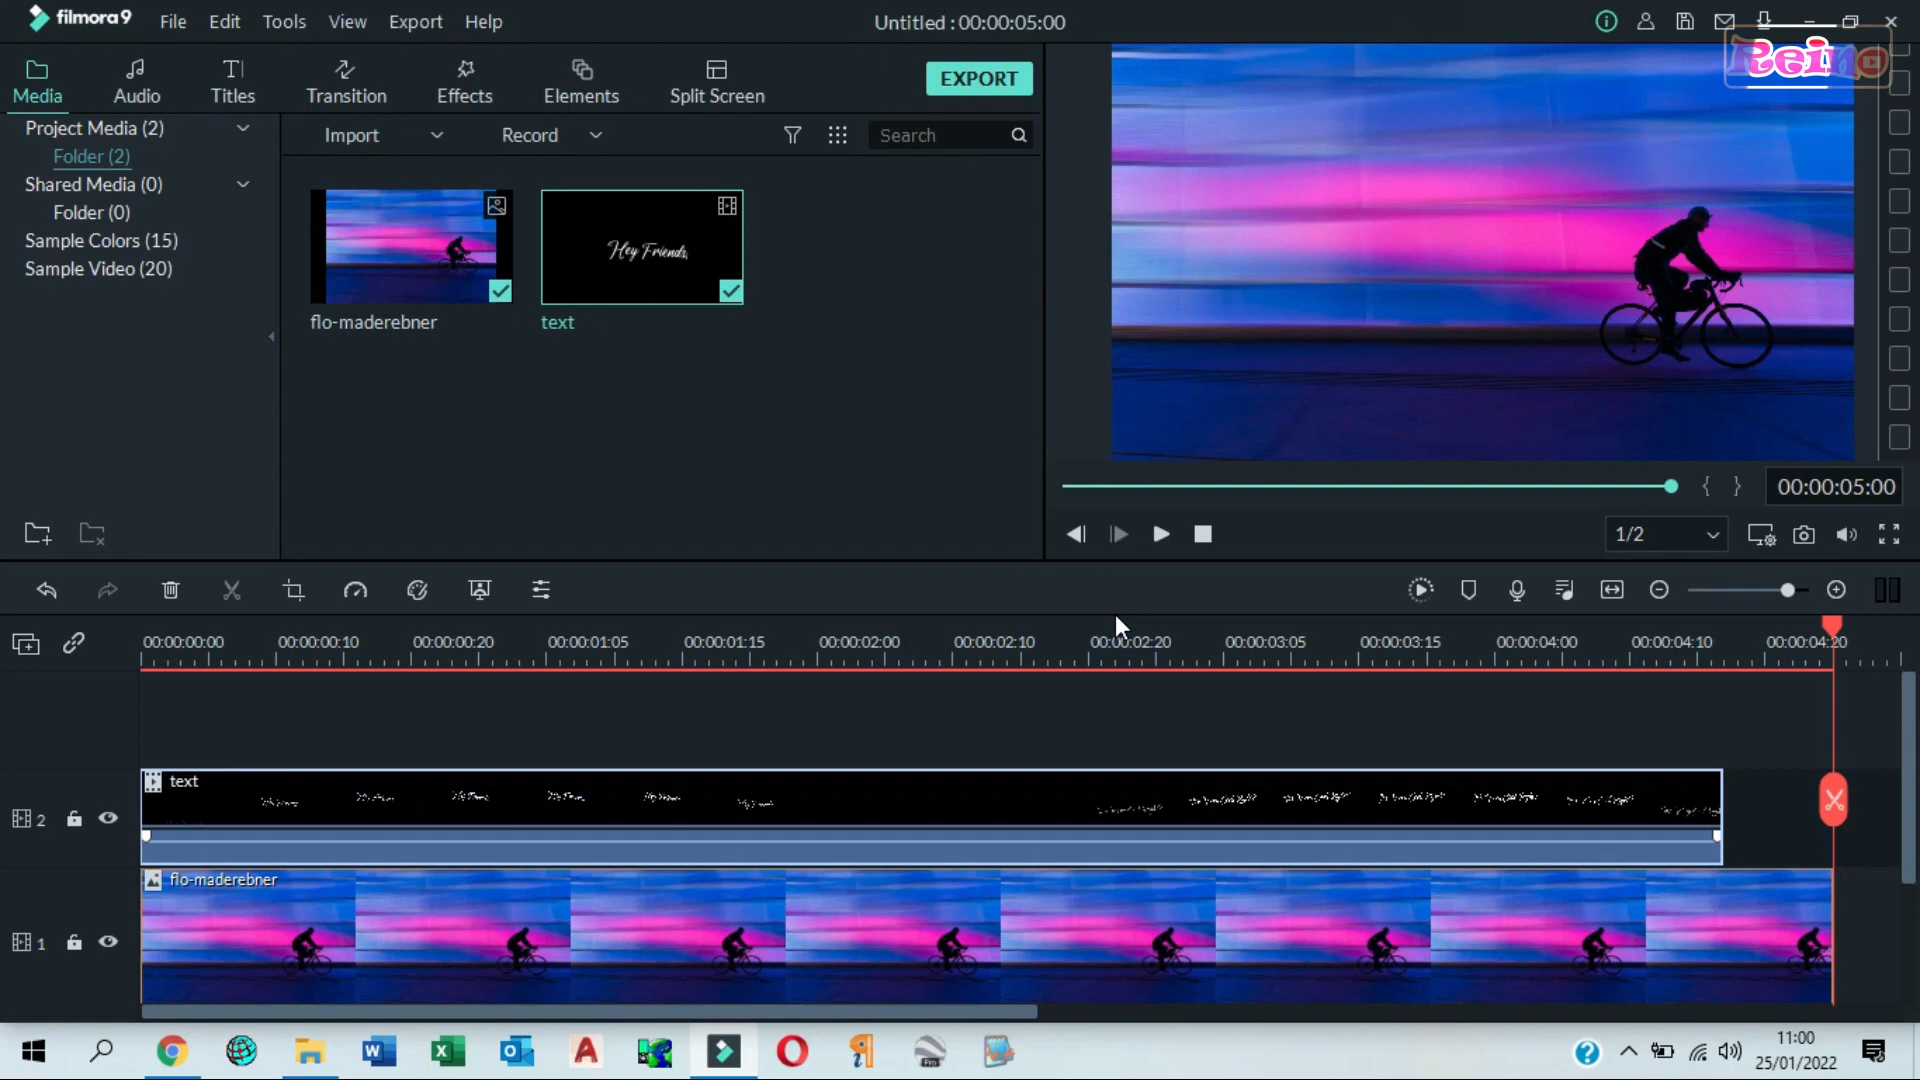 filmora9 File Edit Tools View Export Help Untitled : 00:00:05:00
Reino
Media Audio Titles Transition Effects Elements Split Screen EXPORT
Project Media (2)
Folder (2)
Shared Media (0)
Folder (0)
Sample Colors (15)
Sample Video (20)
Import Record Search
Hey Friends,
flo-maderebner text
00:00:05:00
1/2
00:00:00:00 00:00:00:10 00:00:00:20 00:00:01:05 00:00:01:15 00:00:02:00 00:00:02:10 00:00:02:20 00:00:03:05 00:00:03:15 00:00:04:00 00:00:04:10 00:00:04:20
text
2
flo-maderebner
1
11:00
25/01/2022